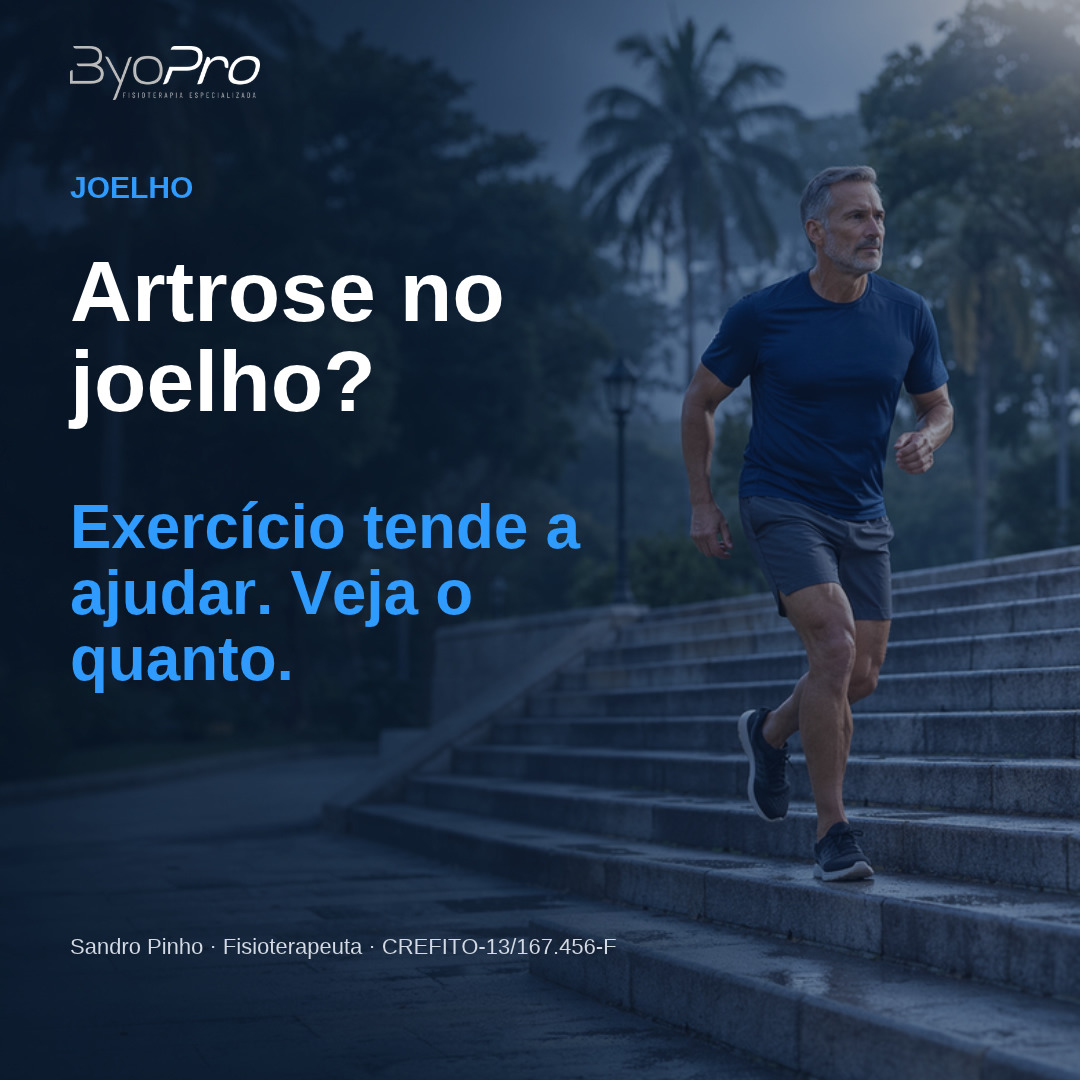 ByoPro
FISIOTERAPIA ESPECIALIZADA
JOELHO
Artrose no
joelho?
Exercício tende a
ajudar. Veja o
quanto.
Sandro Pinho · Fisioterapeuta · CREFITO-13/167.456-F